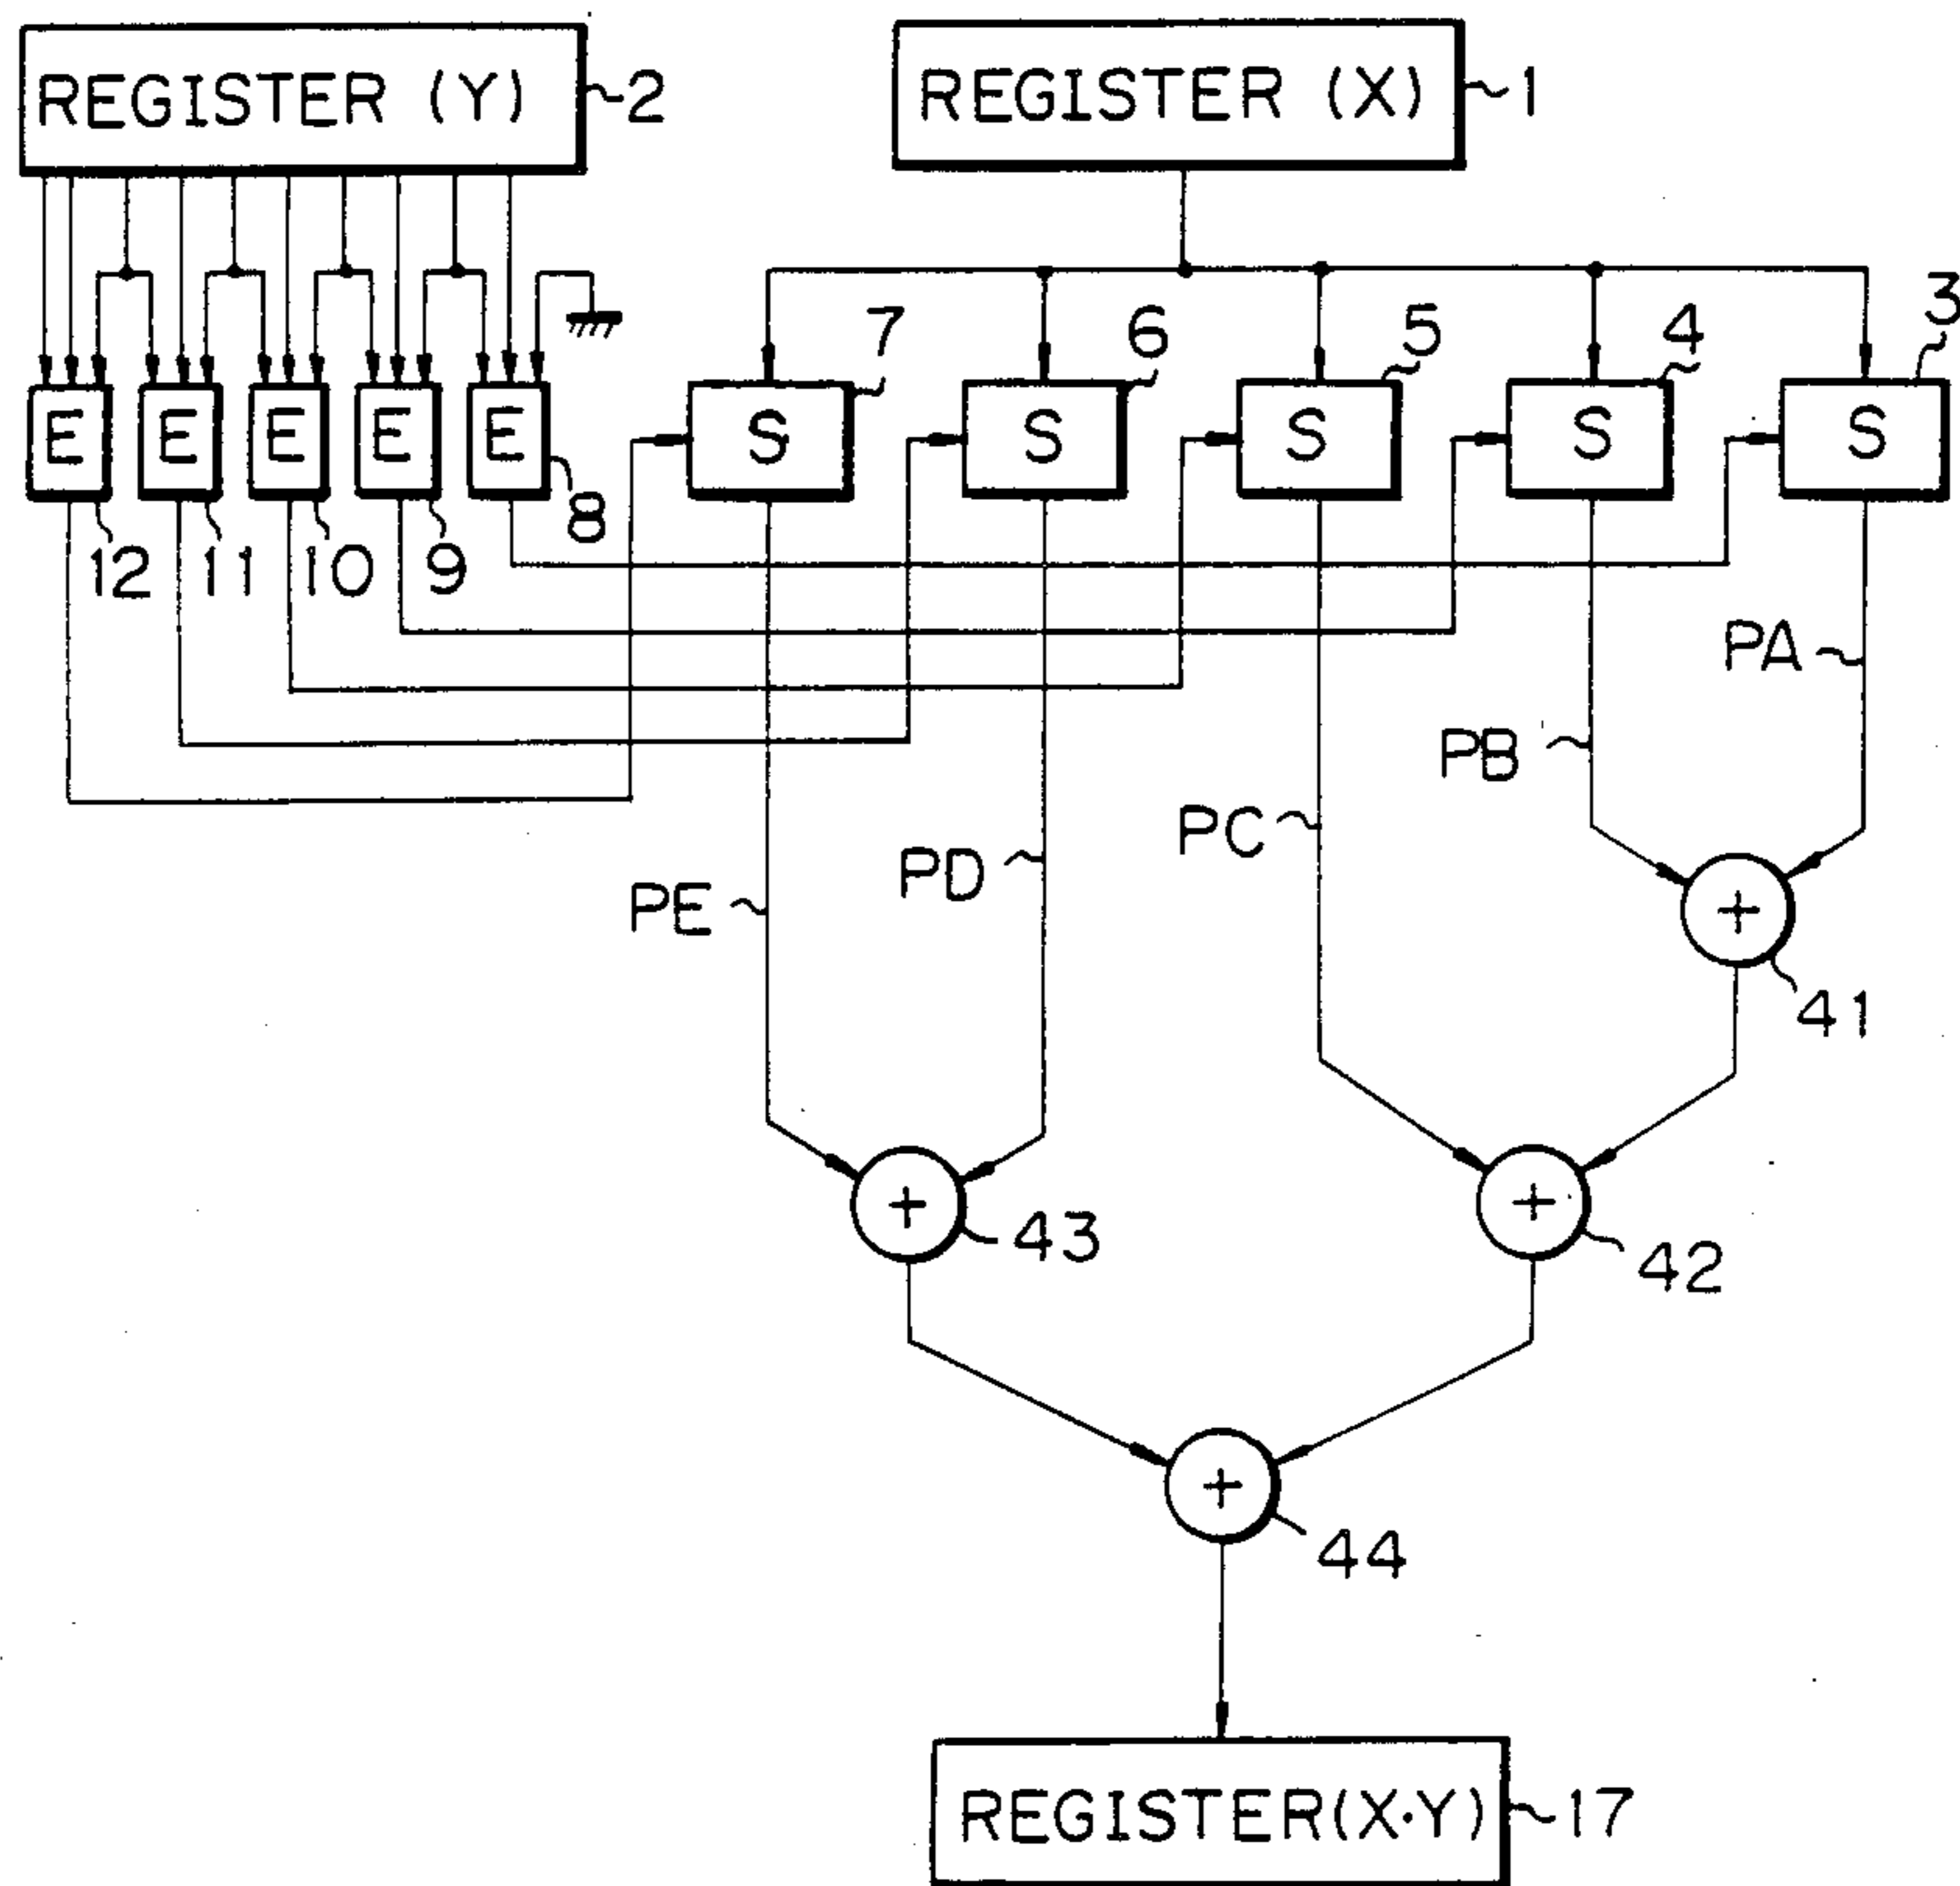 REGISTER (Y) 2
REGISTER (X) 1
7 6 5 4 3
E E E E E S S S S S
8
12 11 10 9
PA
PB
PC
PD
PE
+
41
+ +
43
42
+
44
REGISTER(X·Y) 17